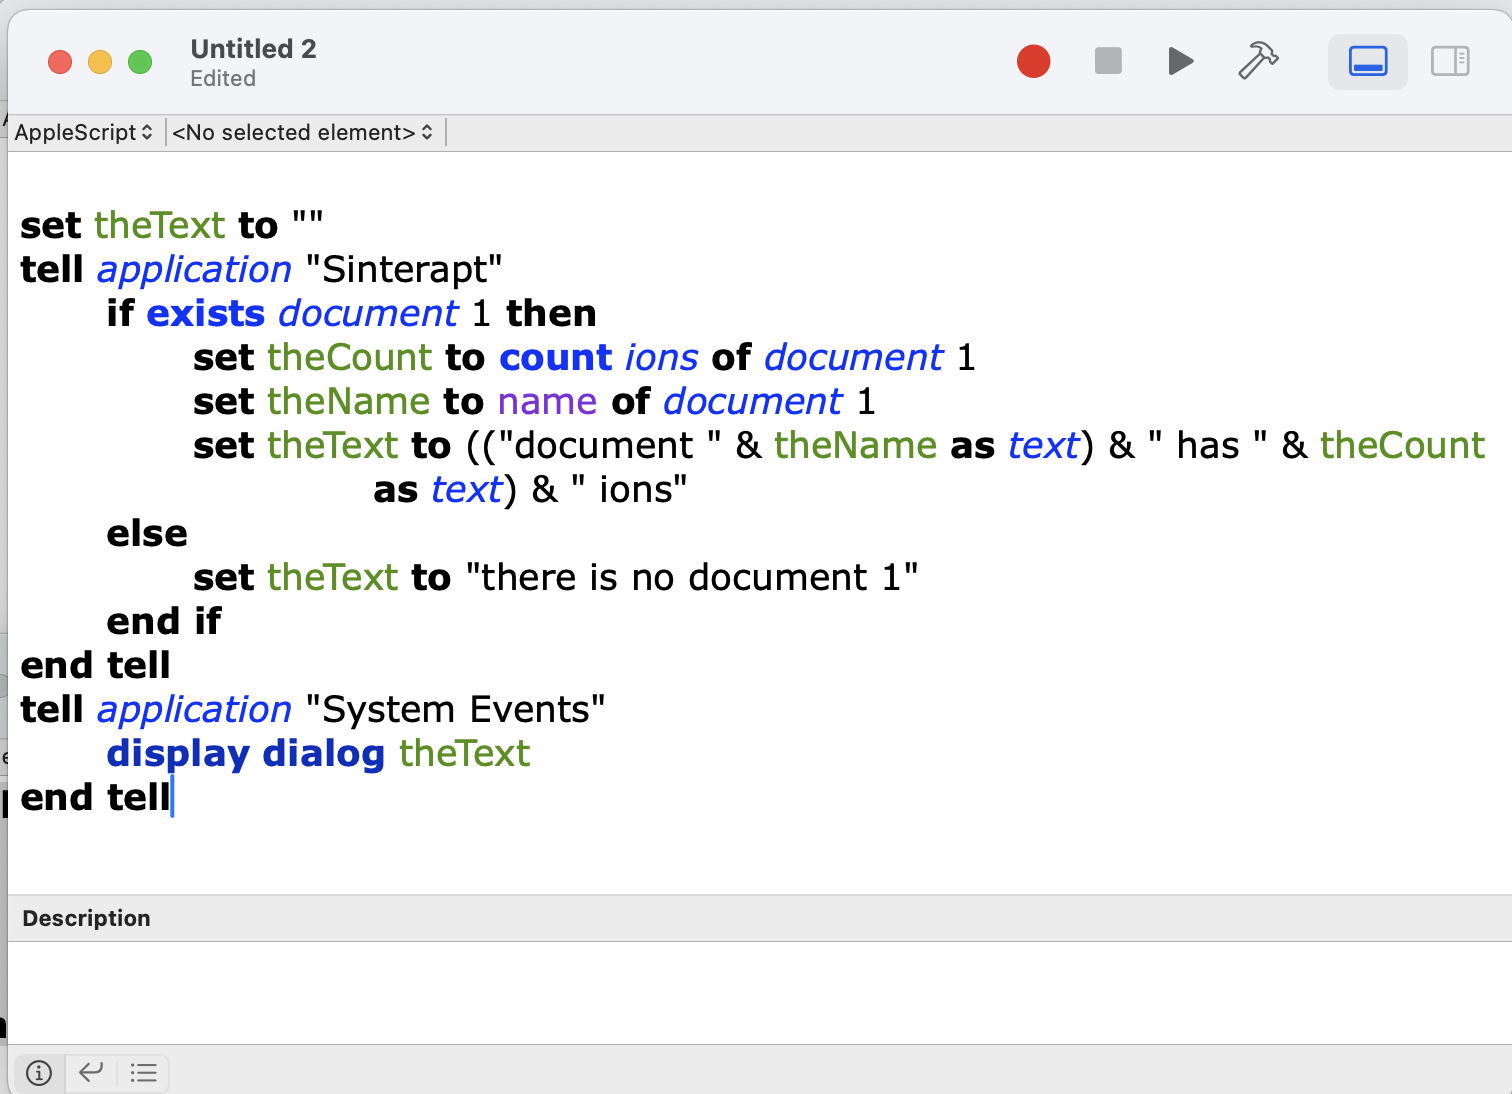 Untitled 2
Edited
AppleScript <No selected element>
set theText to ""
tell application "Sinterapt"
if exists document 1 then
set theCount to count ions of document 1
set theName to name of document 1
set theText to (("document " & theName as text) & " has " & theCount
as text) & " ions"
else
set theText to "there is no document 1"
end if
end tell
tell application "System Events"
display dialog theText
end tell
Description